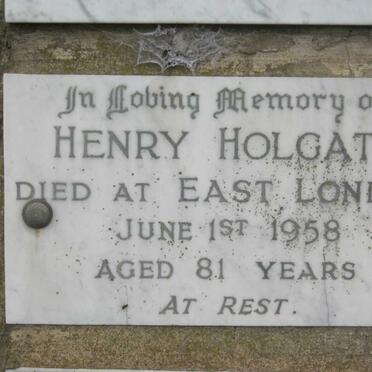 In Loving Memory o
HENRY HOLGAT
DIED AT EAST LON
JUNE 1ST 1958
AGED 81 YEARS
AT REST.